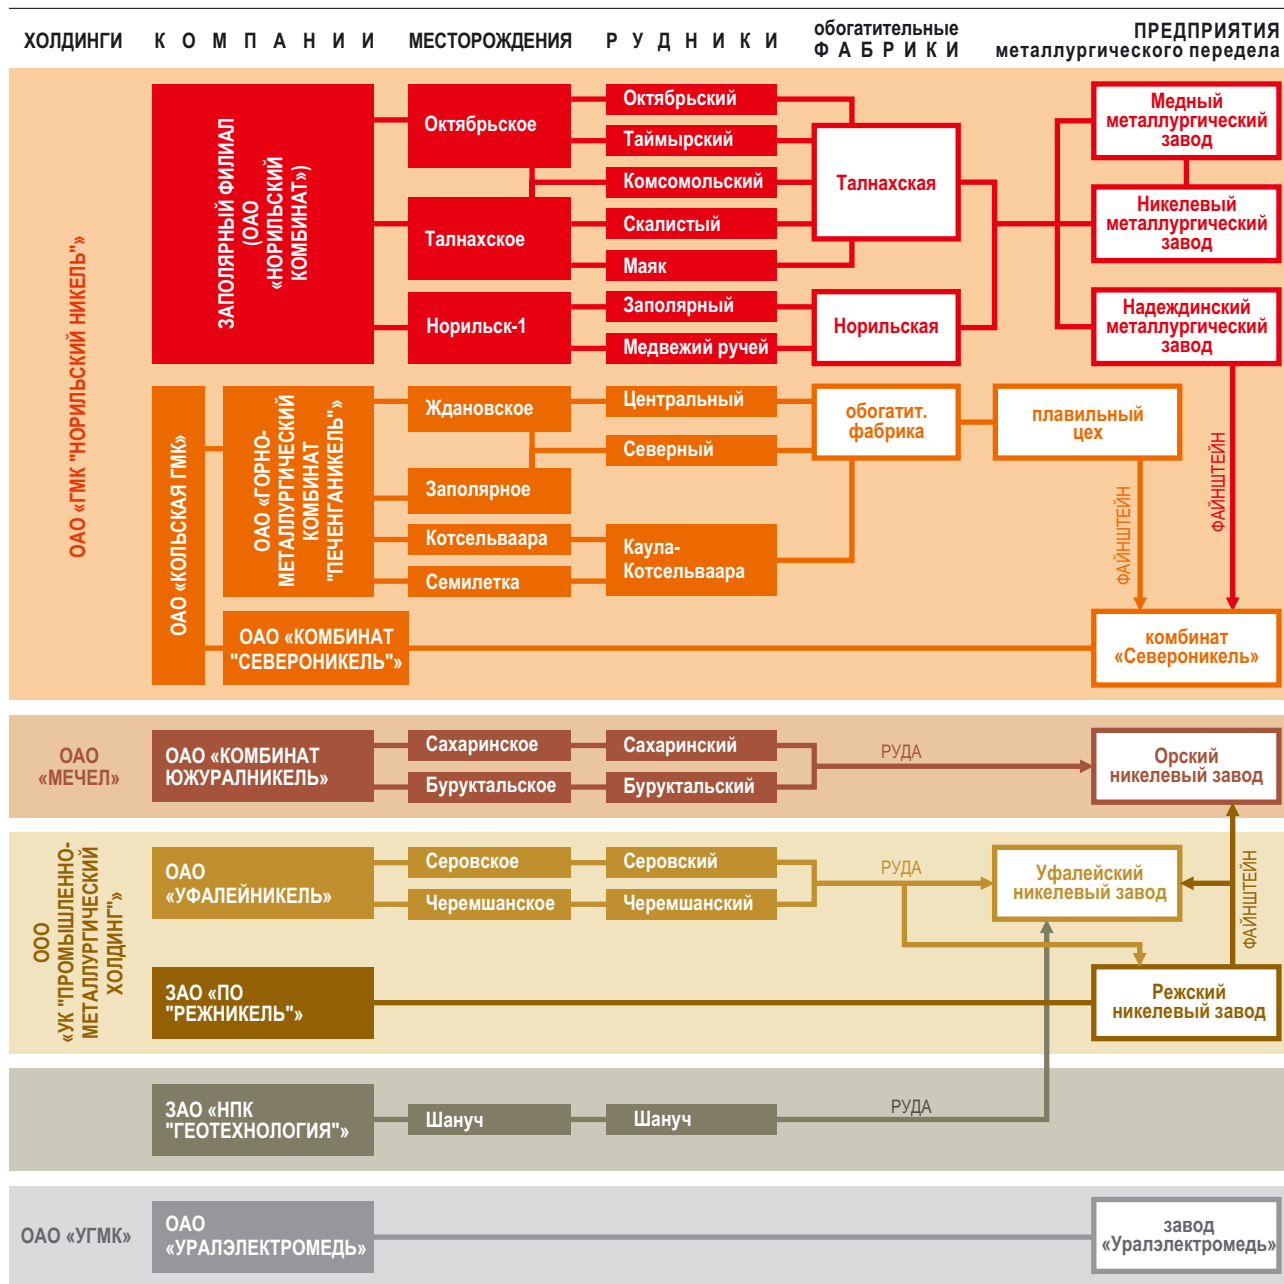 ХОЛДИНГИ
К О М П А Н И И
МЕСТОРОЖДЕНИЯ
Р У Д Н И К И
обогатительные
Ф А Б Р И К И
ПРЕДПРИЯТИЯ
металлургического передела
ОАО «ГМК "НОРИЛЬСКИЙ НИКЕЛЬ"»
ЗАПОЛЯРНЫЙ ФИЛИАЛ
(ОАО
«НОРИЛЬСКИЙ
КОМБИНАТ»)
Октябрьское
Талнахское
Норильск-1
Октябрьский
Таймырский
Комсомольский
Скалистый
Маяк
Заполярный
Медвежий ручей
Талнахская
Норильская
Медный
металлургический
завод
Никелевый
металлургический
завод
Надеждинский
металлургический
завод
ОАО «КОЛЬСКАЯ ГМК»
ОАО «ГОРНО-
МЕТАЛЛУРГИЧЕСКИЙ
КОМБИНАТ
"ПЕЧЕНГАНИКЕЛЬ"»
Ждановское
Заполярное
Котсельваара
Семилетка
Центральный
Северный
Каула-
Котсельваара
обогатит.
фабрика
плавильный
цех
ФАЙНШТЕЙН
ФАЙНШТЕЙН
ОАО «КОМБИНАТ
"СЕВЕРОНИКЕЛЬ"»
комбинат
«Североникель»
ОАО
«МЕЧЕЛ»
ОАО «КОМБИНАТ
ЮЖУРАЛНИКЕЛЬ»
Сахаринское
Буруктальское
Сахаринский
Буруктальский
РУДА
Орский
никелевый завод
ООО
«УК "ПРОМЫШЛЕННО-
МЕТАЛЛУРГИЧЕСКИЙ
ХОЛДИНГ"»
ОАО
«УФАЛЕЙНИКЕЛЬ»
Серовское
Черемшанское
Серовский
Черемшанский
РУДА
Уфалейский
никелевый завод
ФАЙНШТЕЙН
ЗАО «ПО
"РЕЖНИКЕЛЬ"»
Режский
никелевый завод
ЗАО «НПК
"ГЕОТЕХНОЛОГИЯ"»
Шануч
Шануч
РУДА
ОАО «УГМК»
ОАО
«УРАЛЭЛЕКТРОМЕДЬ»
завод
«Уралэлектромедь»